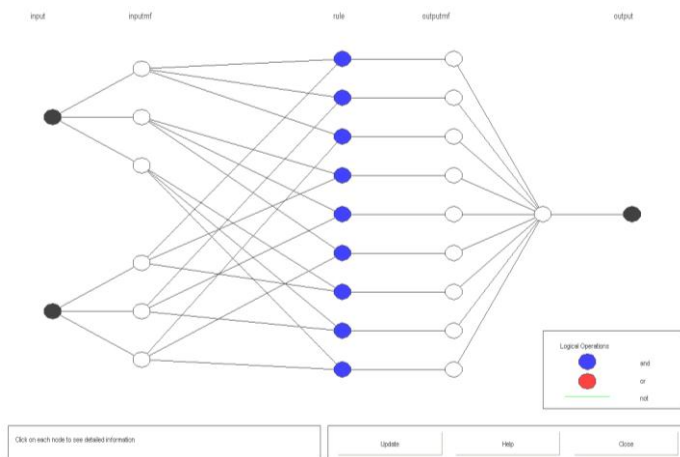 input inputmf rule outputmf output
Logical Operations
and
or
not
Click on each node to see detailed information
Update Help Close